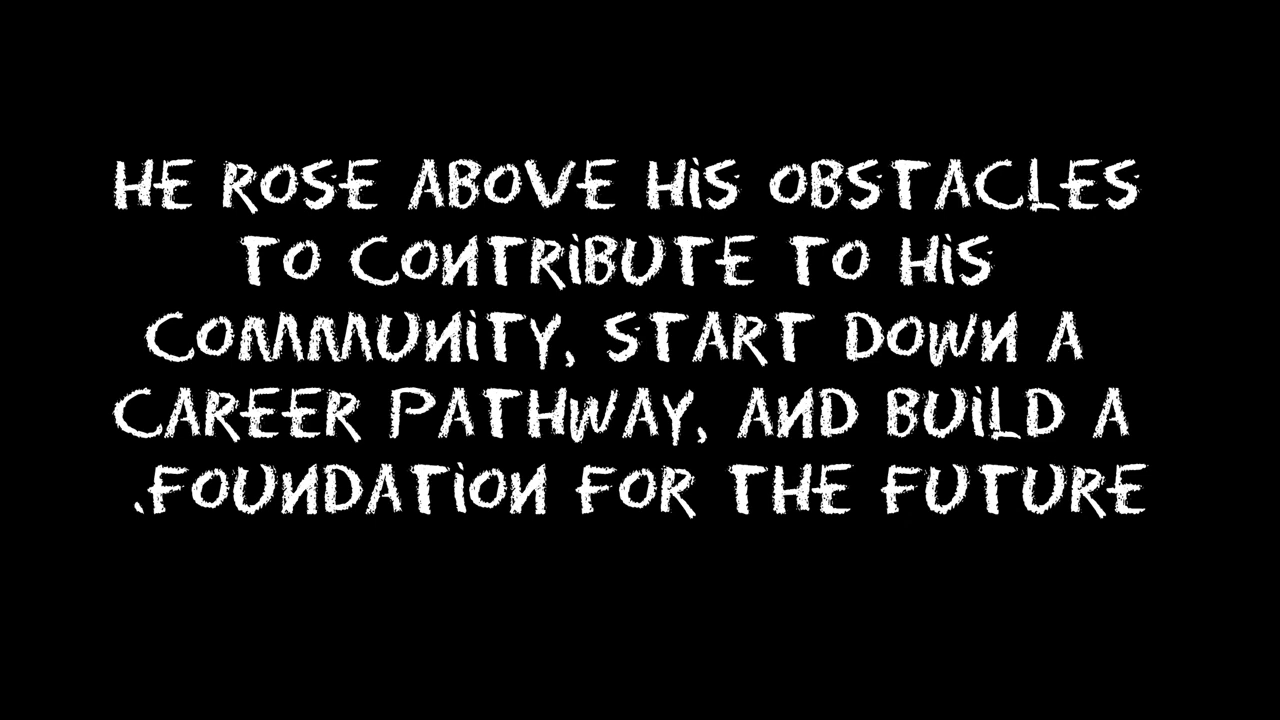 HE ROSE ABOVE HIS OBSTACLES
TO CONTRIBUTE TO HIS
COMMUNITY, START DOWN A
CAREER PATHWAY, AND BUILD A
.FOUNDATION FOR THE FUTURE